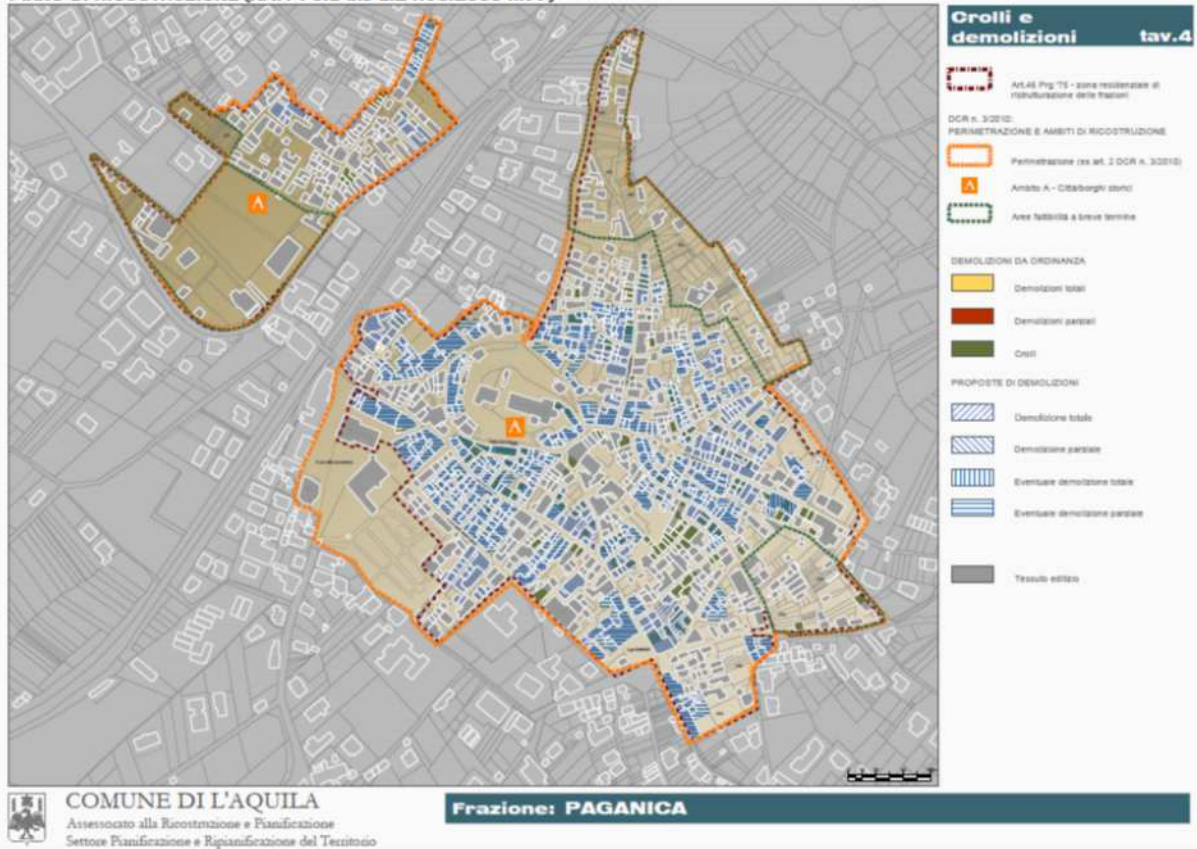 Crolli e
demolizioni tav.4
Art.46 Prg '75 - zona residenziale di
ristrutturazione delle frazioni
DCR n. 3/2010:
PERIMETRAZIONE E AMBITI DI RICOSTRUZIONE
Perimetrazione (ex art. 2 DCR n. 3/2010)
A
Ambito A - Città/borghi storici
Aree fattibilità a breve termine
DEMOLIZIONI DA ORDINANZA
Demolizioni totali
Demolizioni parziali
Crolli
PROPOSTE DI DEMOLIZIONI
Demolizione totale
Demolizione parziale
Eventuale demolizione totale
Eventuale demolizione parziale
Tessuto edilizio
A
A
COMUNE DI L'AQUILA
Assessorato alla Ricostruzione e Pianificazione
Settore Pianificazione e Ripianificazione del Territorio
Frazione: PAGANICA